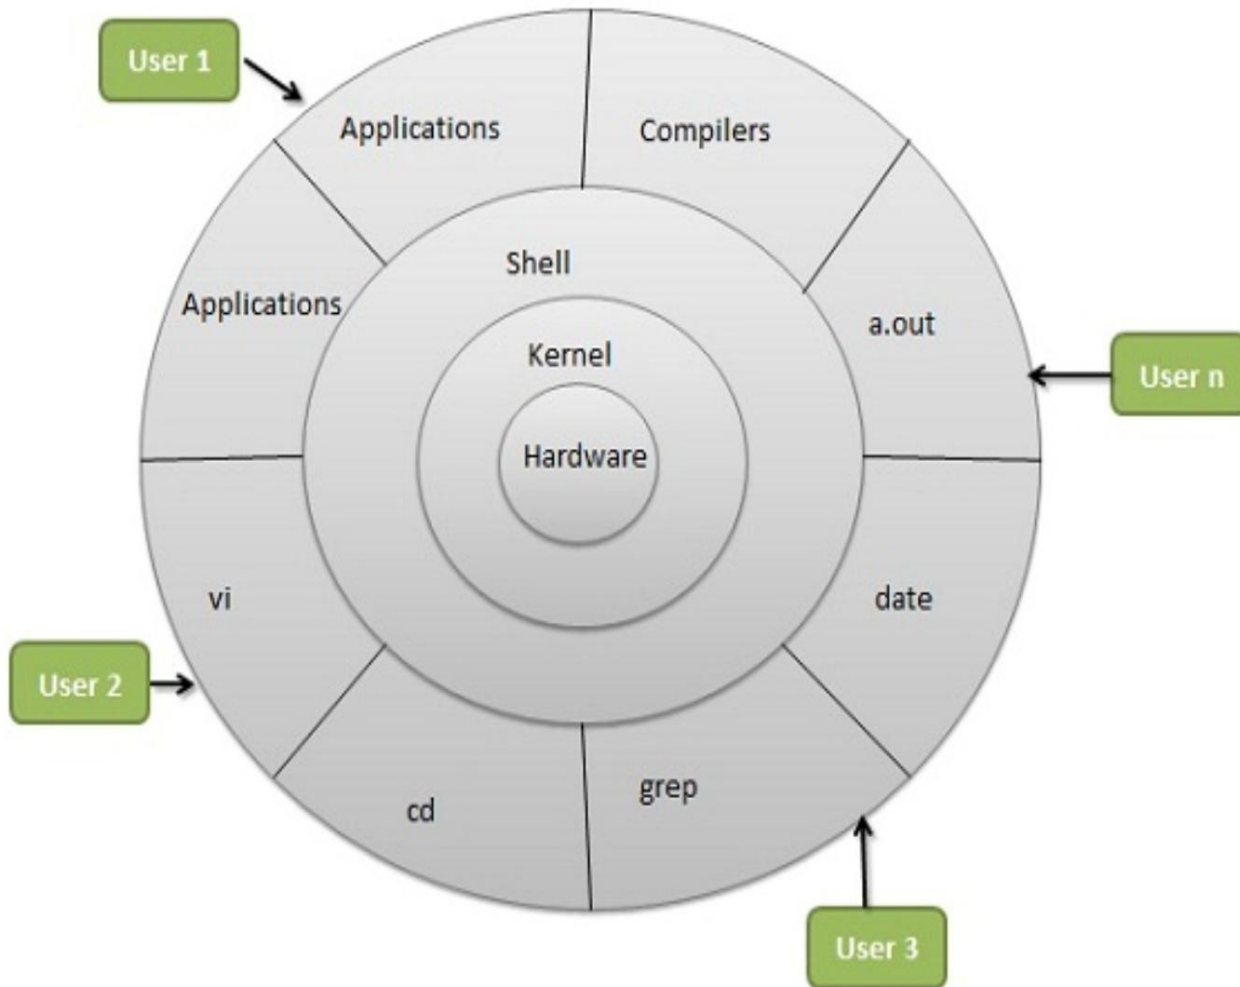 User 1
Applications
Compilers
Shell
Applications
a.out
Kernel
User n
Hardware
vi
date
User 2
cd
grep
User 3